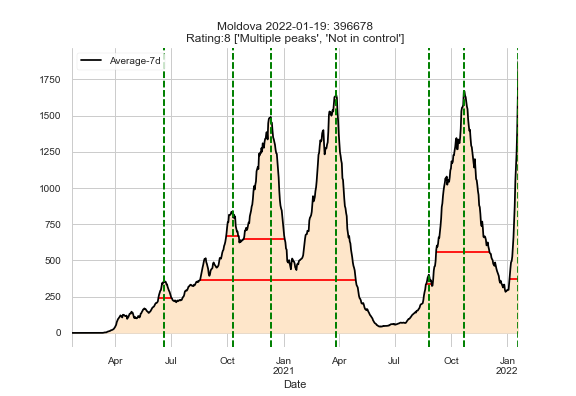 Moldova 2022-01-19: 396678
Rating:8 ['Multiple peaks', 'Not in control']
Average-7d
1750
1500
1250
1000
750
500
250
0
Apr Jul Oct Jan Apr Jul Oct Jan
2021 2022
Date